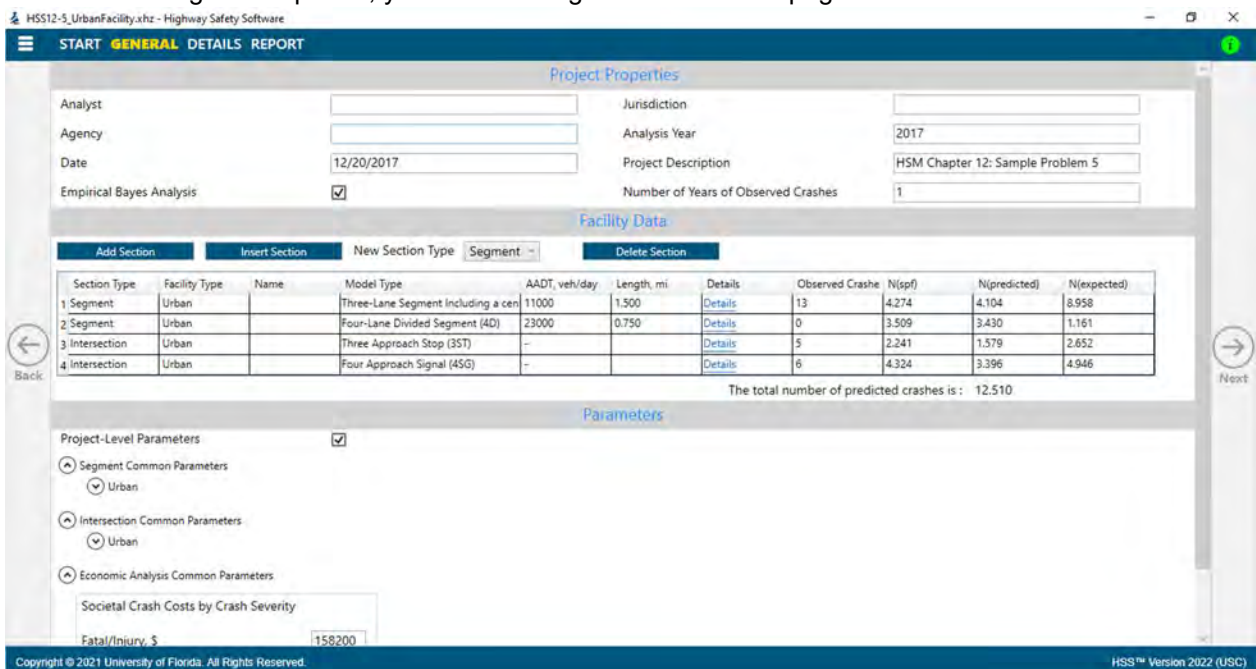 HSS12-5_UrbanFacility.xhz - Highway Safety Software
START GENERAL DETAILS REPORT
Project Properties
Analyst Jurisdiction
Agency Analysis Year 2017
Date 12/20/2017 Project Description HSM Chapter 12: Sample Problem 5
Empirical Bayes Analysis Number of Years of Observed Crashes 1
Facility Data
Add Section Insert Section New Section Type Segment Delete Section
Section Type Facility Type Name Model Type AADT, veh/day Length, mi Details Observed Crashe N(spf) N(predicted) N(expected)
1 Segment Urban Three-Lane Segment Including a cen 11000 1.500 Details 13 4.274 4.104 8.958
2 Segment Urban Four-Lane Divided Segment (4D) 23000 0.750 Details 0 3.509 3.430 1.161
3 Intersection Urban Three Approach Stop (3ST) - Details 5 2.241 1.579 2.652
4 Intersection Urban Four Approach Signal (4SG) - Details 6 4.324 3.396 4.946
Back
Next
The total number of predicted crashes is : 12.510
Parameters
Project-Level Parameters
Segment Common Parameters
Urban
Intersection Common Parameters
Urban
Economic Analysis Common Parameters
Societal Crash Costs by Crash Severity
Fatal/Injury, $ 158200
Copyright © 2021 University of Florida. All Rights Reserved. HSS™ Version 2022 (USC)